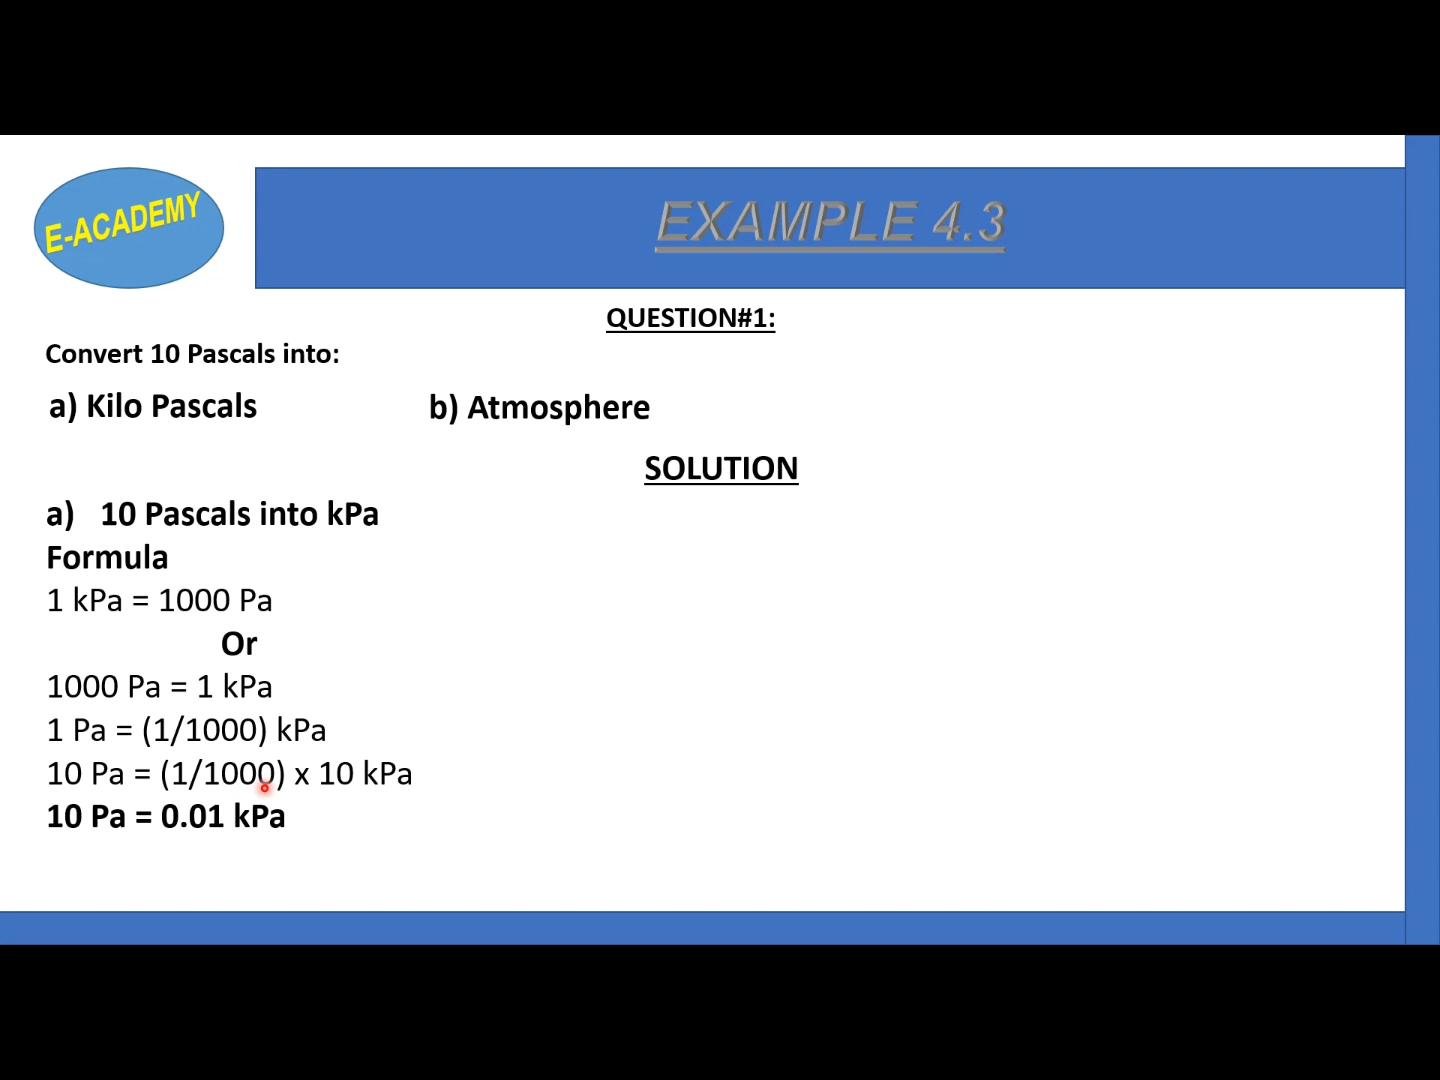 E-ACADEMY
EXAMPLE 4.3
QUESTION#1:
Convert 10 Pascals into:
a) Kilo Pascals b) Atmosphere
SOLUTION
a) 10 Pascals into kPa
Formula
1 kPa = 1000 Pa
Or
1000 Pa = 1 kPa
1 Pa = (1/1000) kPa
10 Pa = (1/1000) x 10 kPa
10 Pa = 0.01 kPa